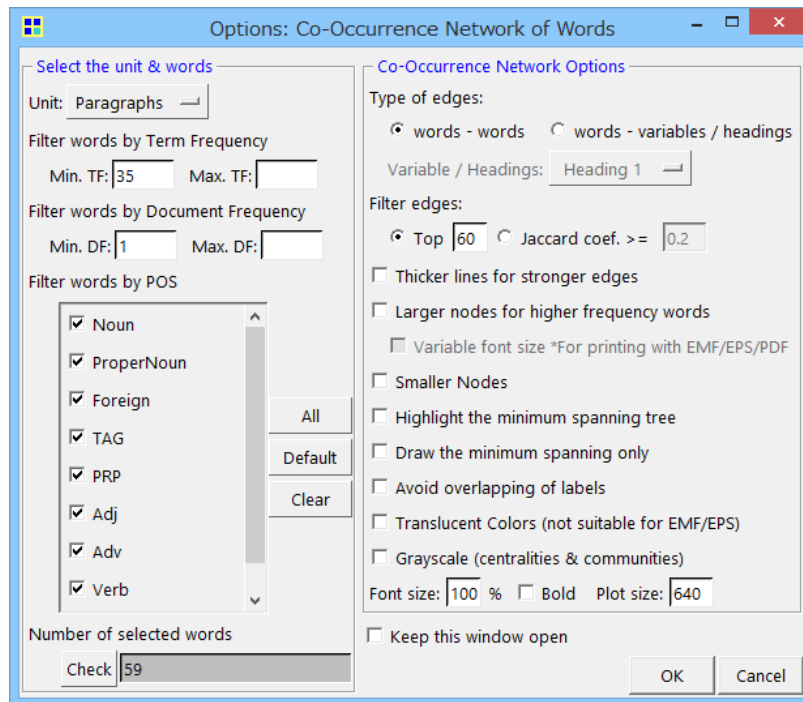 Options: Co-Occurrence Network of Words
Select the unit & words
Unit: Paragraphs
Filter words by Term Frequency
Min. TF: 35 Max. TF:
Filter words by Document Frequency
Min. DF: 1 Max. DF:
Filter words by POS
Noun
ProperNoun
Foreign
TAG
PRP
Adj
Adv
Verb
All
Default
Clear
Number of selected words
Check 59
Co-Occurrence Network Options
Type of edges:
words - words words - variables / headings
Variable / Headings: Heading 1
Filter edges:
Top 60 Jaccard coef. >= 0.2
Thicker lines for stronger edges
Larger nodes for higher frequency words
Variable font size *For printing with EMF/EPS/PDF
Smaller Nodes
Highlight the minimum spanning tree
Draw the minimum spanning only
Avoid overlapping of labels
Translucent Colors (not suitable for EMF/EPS)
Grayscale (centralities & communities)
Font size: 100 % Bold Plot size: 640
Keep this window open
OK Cancel